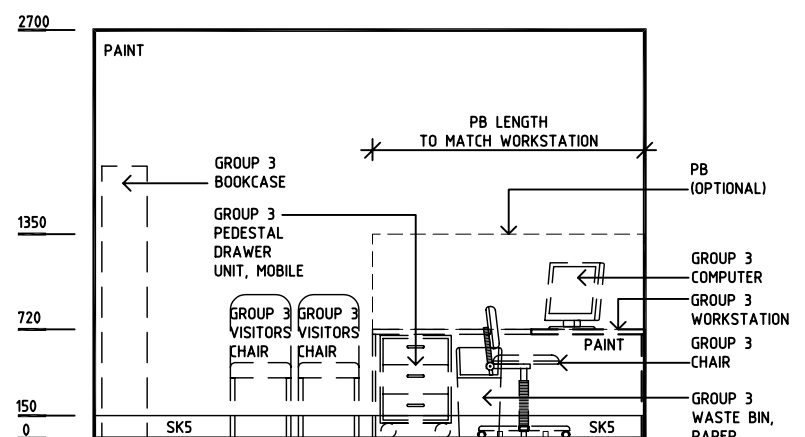 2700
PAINT
PB LENGTH
TO MATCH WORKSTATION
GROUP 3
BOOKCASE
PB
(OPTIONAL)
GROUP 3
PEDESTAL
DRAWER
UNIT, MOBILE
1350
GROUP 3
COMPUTER
GROUP 3
WORKSTATION
720
GROUP 3
VISITORS
CHAIR
GROUP 3
VISITORS
CHAIR
PAINT
GROUP 3
CHAIR
GROUP 3
WASTE BIN,
PAPER
150
0
SK5
SK5